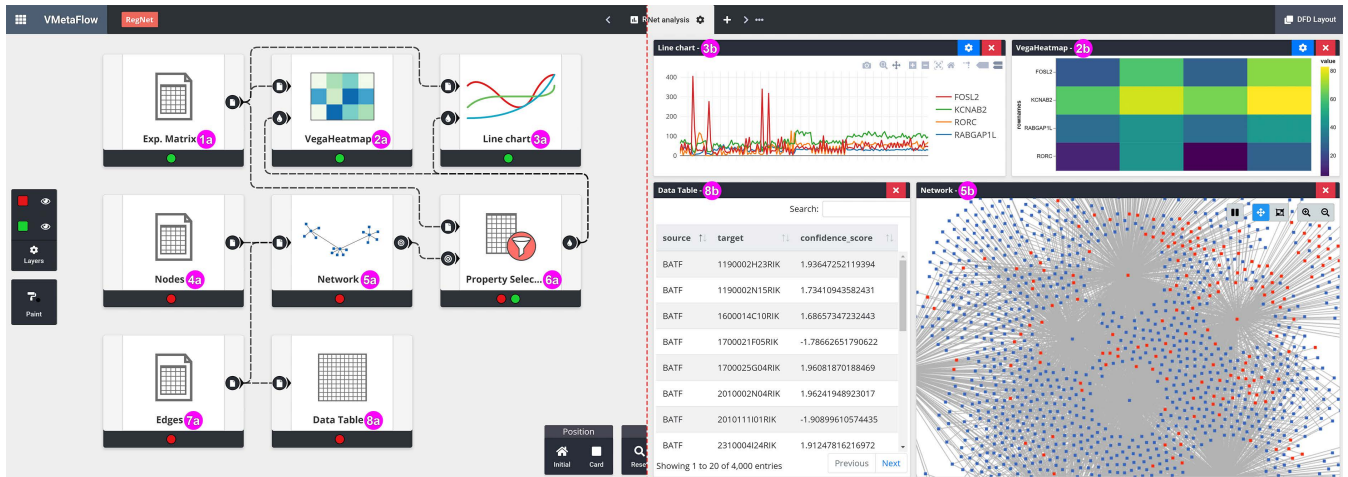 VMetaFlow
RegNet
RNet analysis
DFD Layout
Exp. Matrix 1a
VegaHeatmap 2a
Line chart 3a
Layers
Paint
Nodes 4a
Network 5a
Property Selec... 6a
Edges 7a
Data Table 8a
Position
Initial
Card
Rese
Line chart - 3b
400
300
200
100
0
FOSL2
KCNAB2
RORC
RABGAP1L
VegaHeatmap - 2b
rownames
FOSL2
KCNAB2
RABGAP1L
RORC
value
80
60
40
20
Data Table - 8b
Search:
source target confidence_score
BATF 1190002H23RIK 1.93647252119394
BATF 1190002N15RIK 1.73410943582431
BATF 1600014C10RIK 1.68657347232443
BATF 1700021F05RIK -1.78662651790622
BATF 1700025G04RIK 1.96081870188469
BATF 2010002N04RIK 1.96241948923017
BATF 2010111I01RIK -1.90899610574435
BATF 2310004I24RIK 1.91247816216972
Showing 1 to 20 of 4,000 entries
Previous Next
Network - 5b